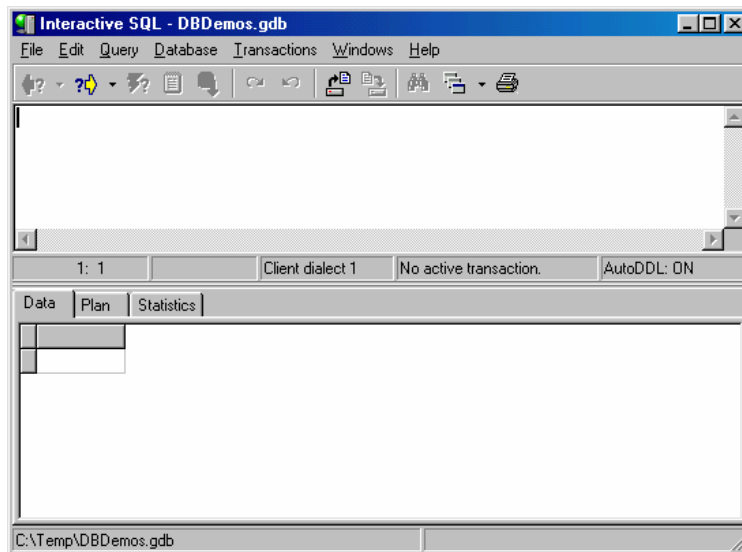 Interactive SQL - DBDemos.gdb
File Edit Query Database Transactions Windows Help
1: 1 Client dialect 1 No active transaction. AutoDDL: ON
Data Plan Statistics
C:\Temp\DBDemos.gdb